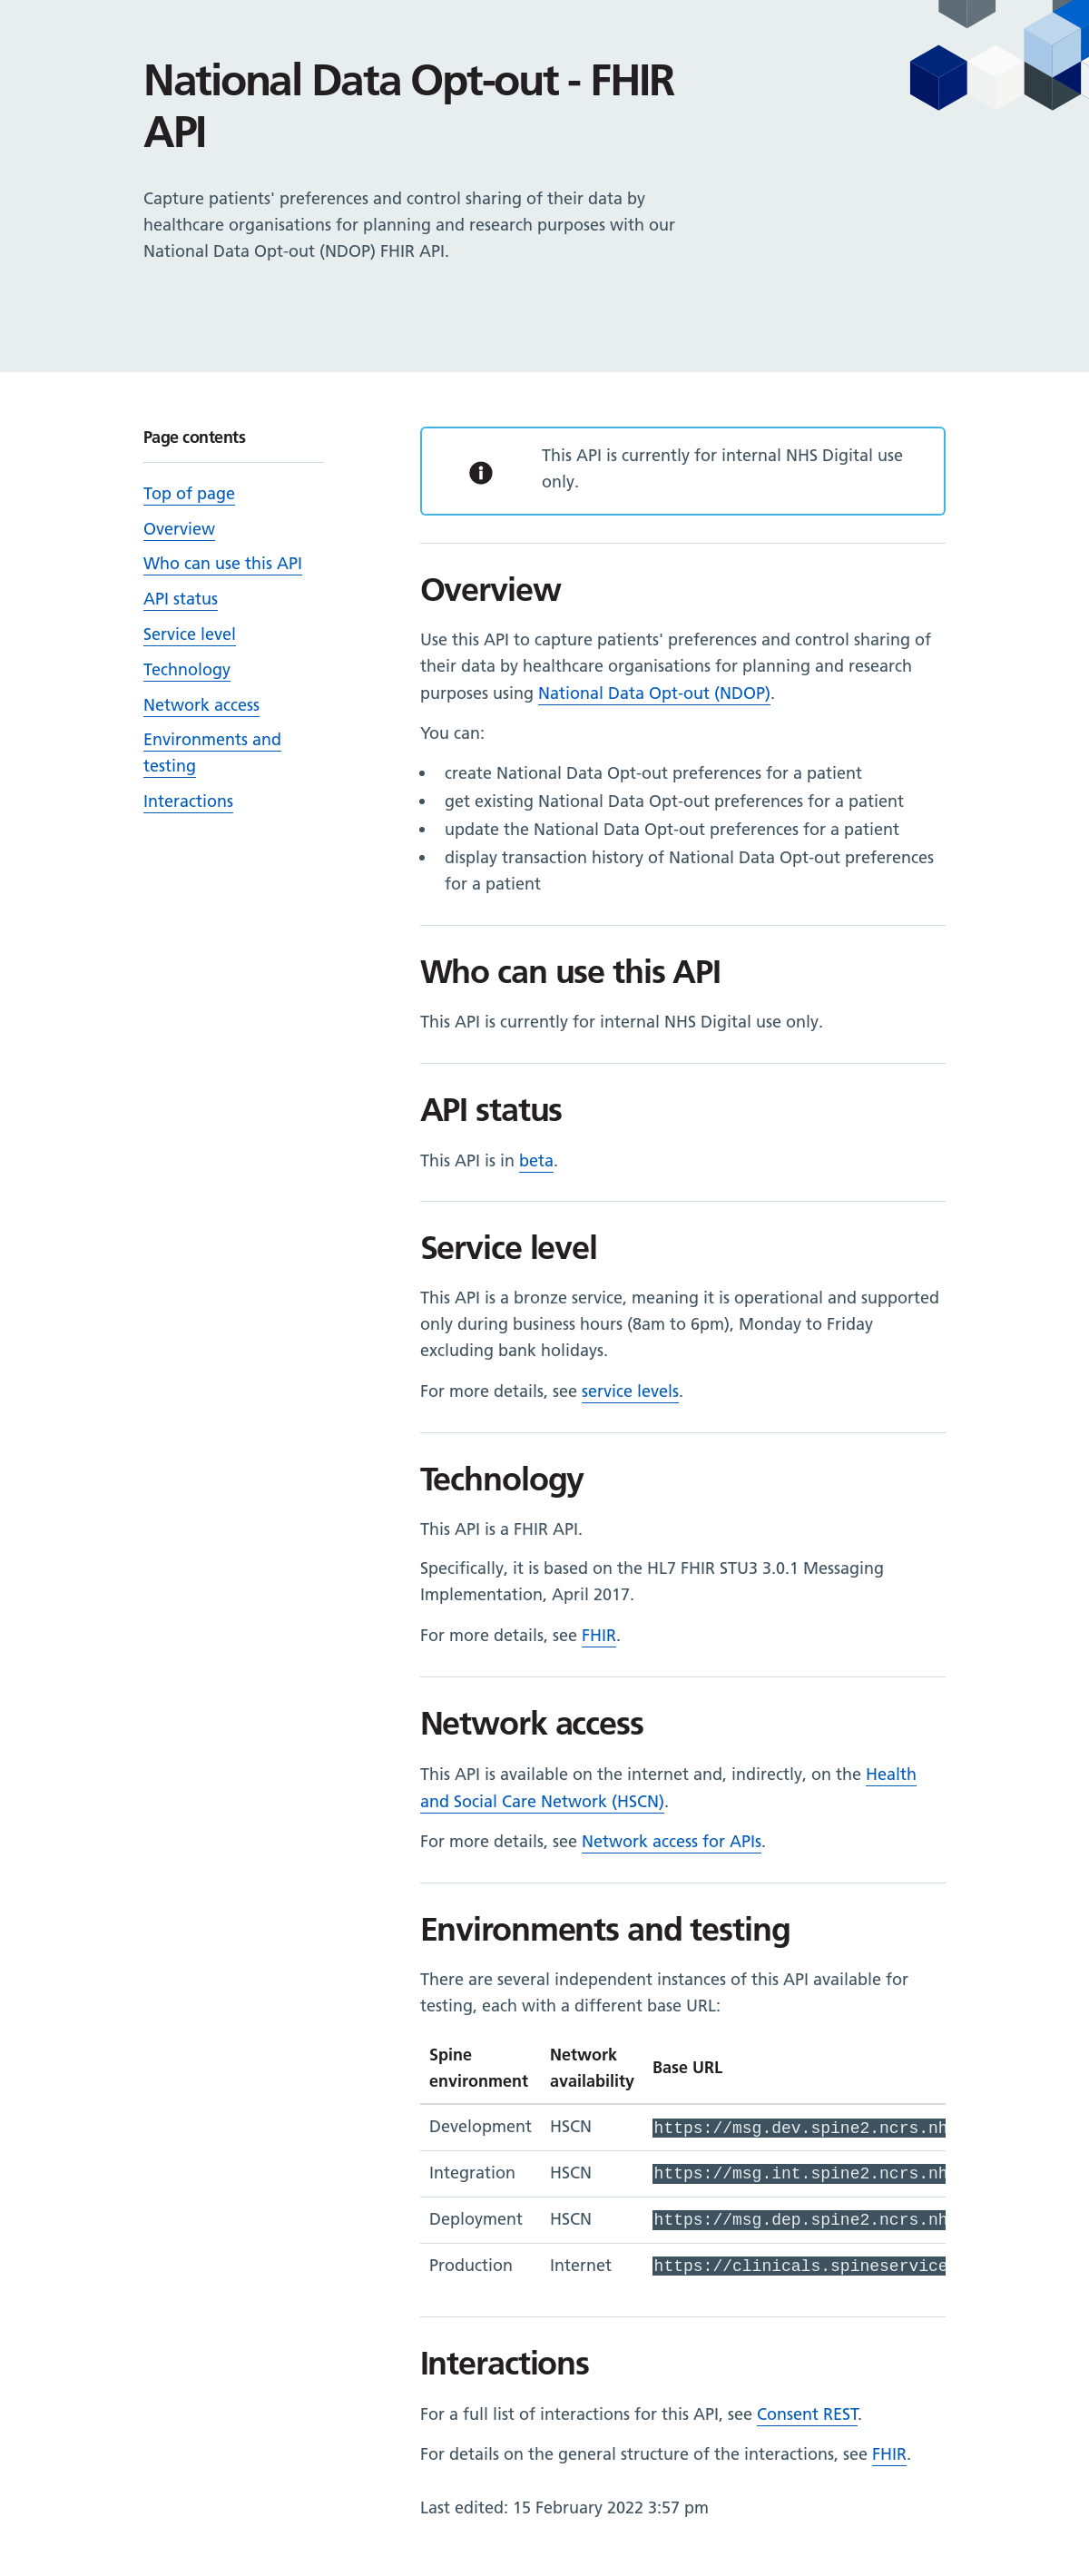 National Data Opt-out - FHIR
API
Capture patients' preferences and control sharing of their data by
healthcare organisations for planning and research purposes with our
National Data Opt-out (NDOP) FHIR API.
Page contents
Top of page
Overview
Who can use this API
API status
Service level
Technology
Network access
Environments and
testing
Interactions
This API is currently for internal NHS Digital use
only.
Overview
Use this API to capture patients' preferences and control sharing of
their data by healthcare organisations for planning and research
purposes using National Data Opt-out (NDOP).
You can:
• create National Data Opt-out preferences for a patient
• get existing National Data Opt-out preferences for a patient
• update the National Data Opt-out preferences for a patient
• display transaction history of National Data Opt-out preferences
for a patient
Who can use this API
This API is currently for internal NHS Digital use only.
API status
This API is in beta.
Service level
This API is a bronze service, meaning it is operational and supported
only during business hours (8am to 6pm), Monday to Friday
excluding bank holidays.
For more details, see service levels.
Technology
This API is a FHIR API.
Specifically, it is based on the HL7 FHIR STU3 3.0.1 Messaging
Implementation, April 2017.
For more details, see FHIR.
Network access
This API is available on the internet and, indirectly, on the Health
and Social Care Network (HSCN).
For more details, see Network access for APIs.
Environments and testing
There are several independent instances of this API available for
testing, each with a different base URL:
Spine
environment
Network
availability
Base URL
Development HSCN https://msg.dev.spine2.ncrs.nh
Integration HSCN https://msg.int.spine2.ncrs.nh
Deployment HSCN https://msg.dep.spine2.ncrs.nh
Production Internet https://clinicals.spineservice
Interactions
For a full list of interactions for this API, see Consent REST.
For details on the general structure of the interactions, see FHIR.
Last edited: 15 February 2022 3:57 pm